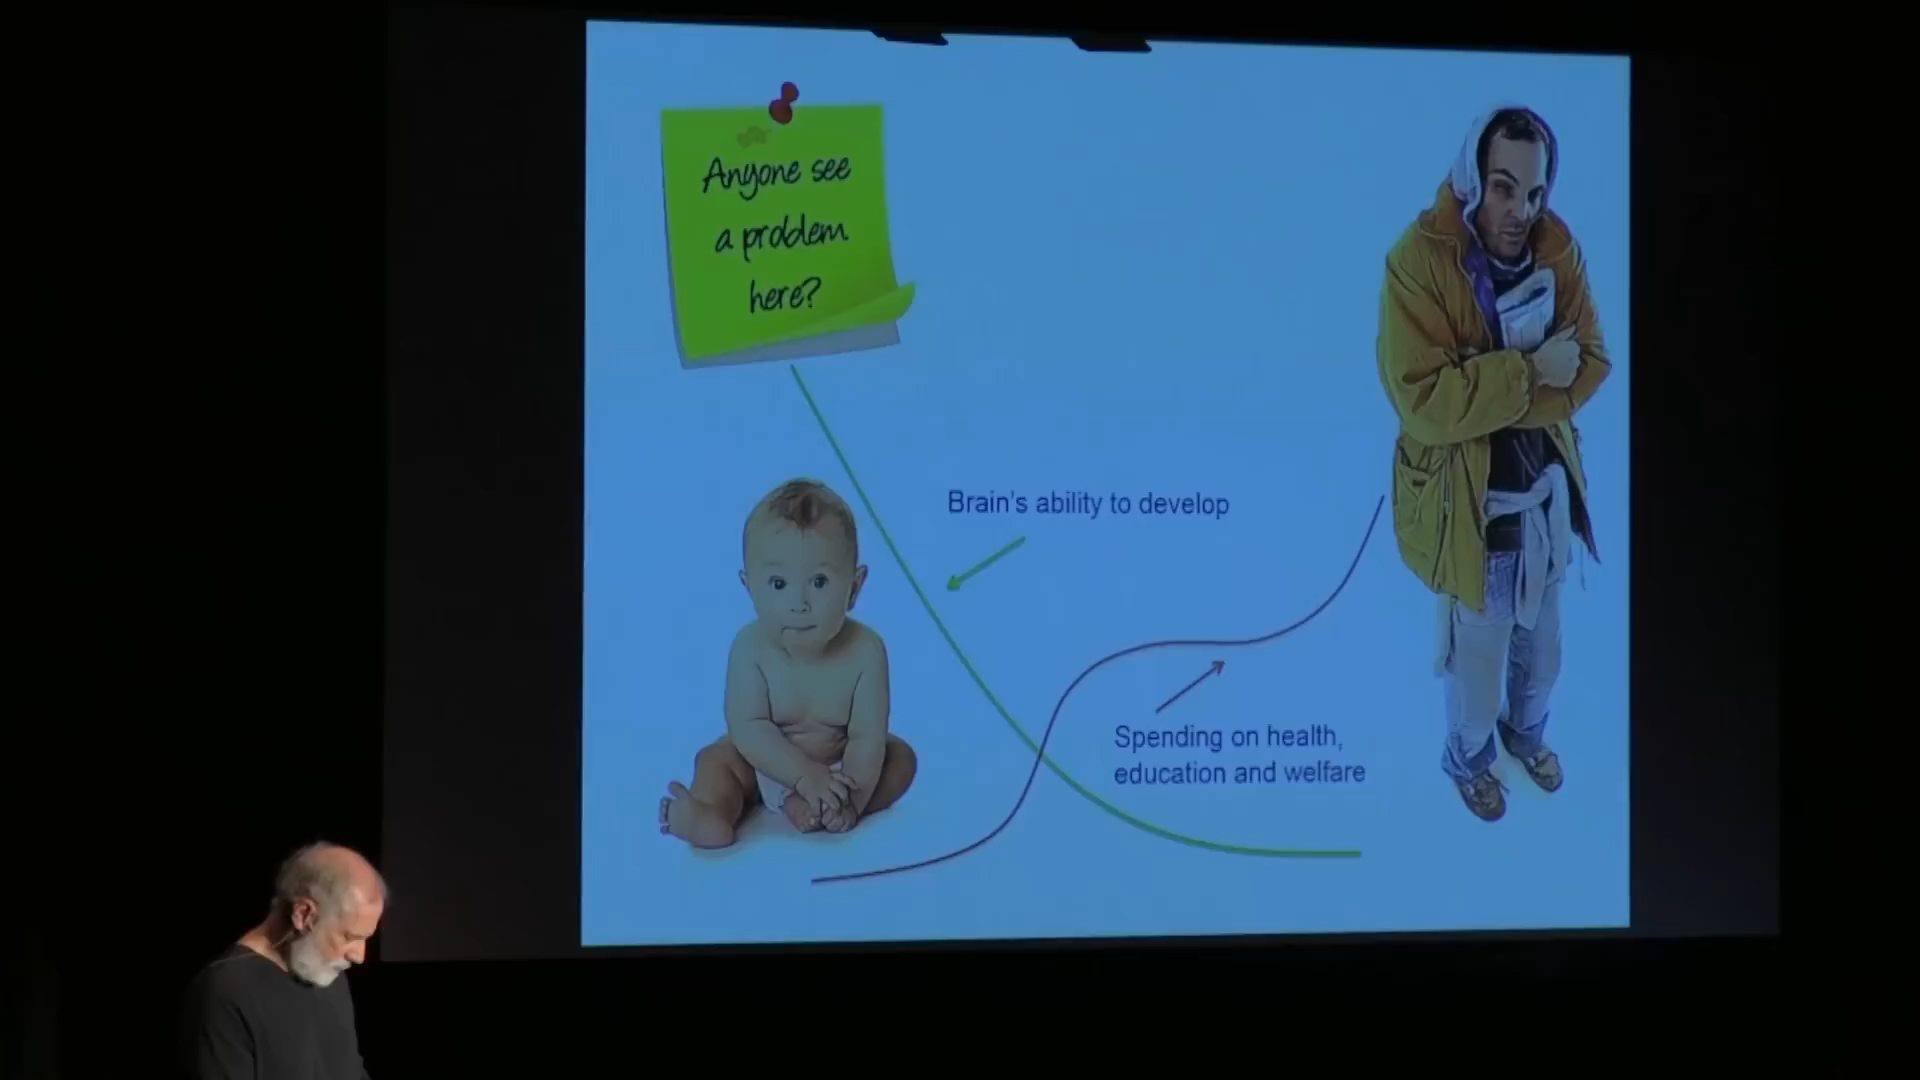 Anyone see
a problem
here?
Brain's ability to develop
Spending on health,
education and welfare